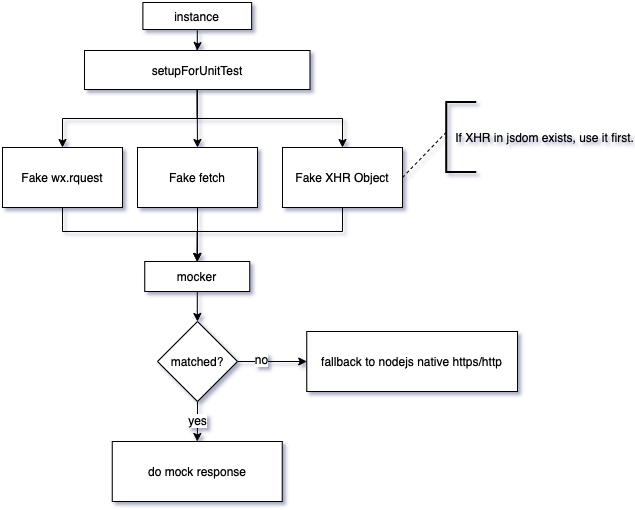 instance
setupForUnitTest
If XHR in jsdom exists, use it first.
Fake wx.rquest
Fake fetch
Fake XHR Object
mocker
matched?
no
fallback to nodejs native https/http
yes
do mock response